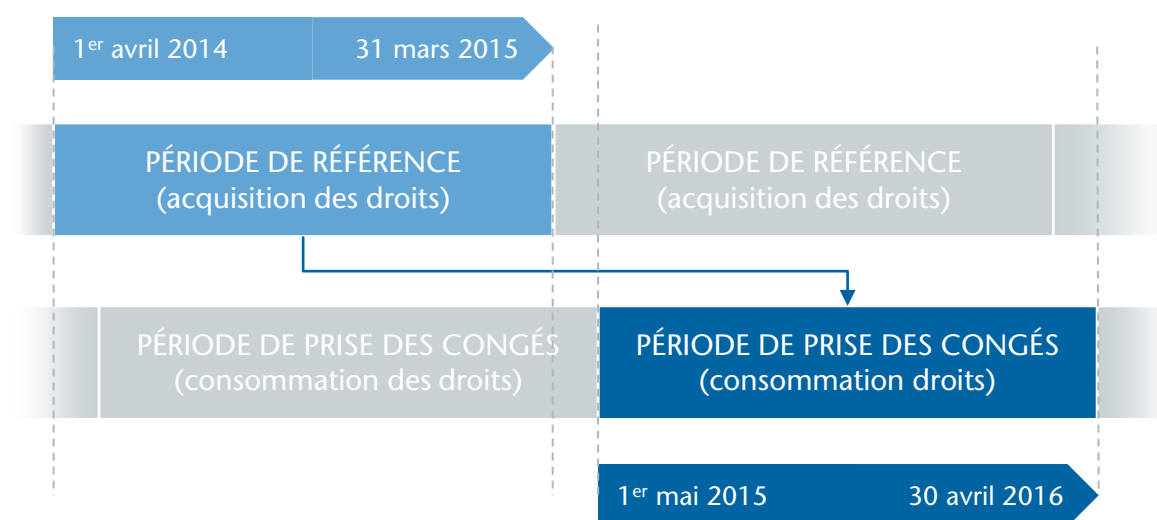 1er avril 2014 31 mars 2015
PÉRIODE DE RÉFÉRENCE
(acquisition des droits)
PÉRIODE DE RÉFÉRENCE
(acquisition des droits)
PÉRIODE DE PRISE DES CONGÉS
(consommation des droits)
PÉRIODE DE PRISE DES CONGÉS
(consommation droits)
1er mai 2015 30 avril 2016